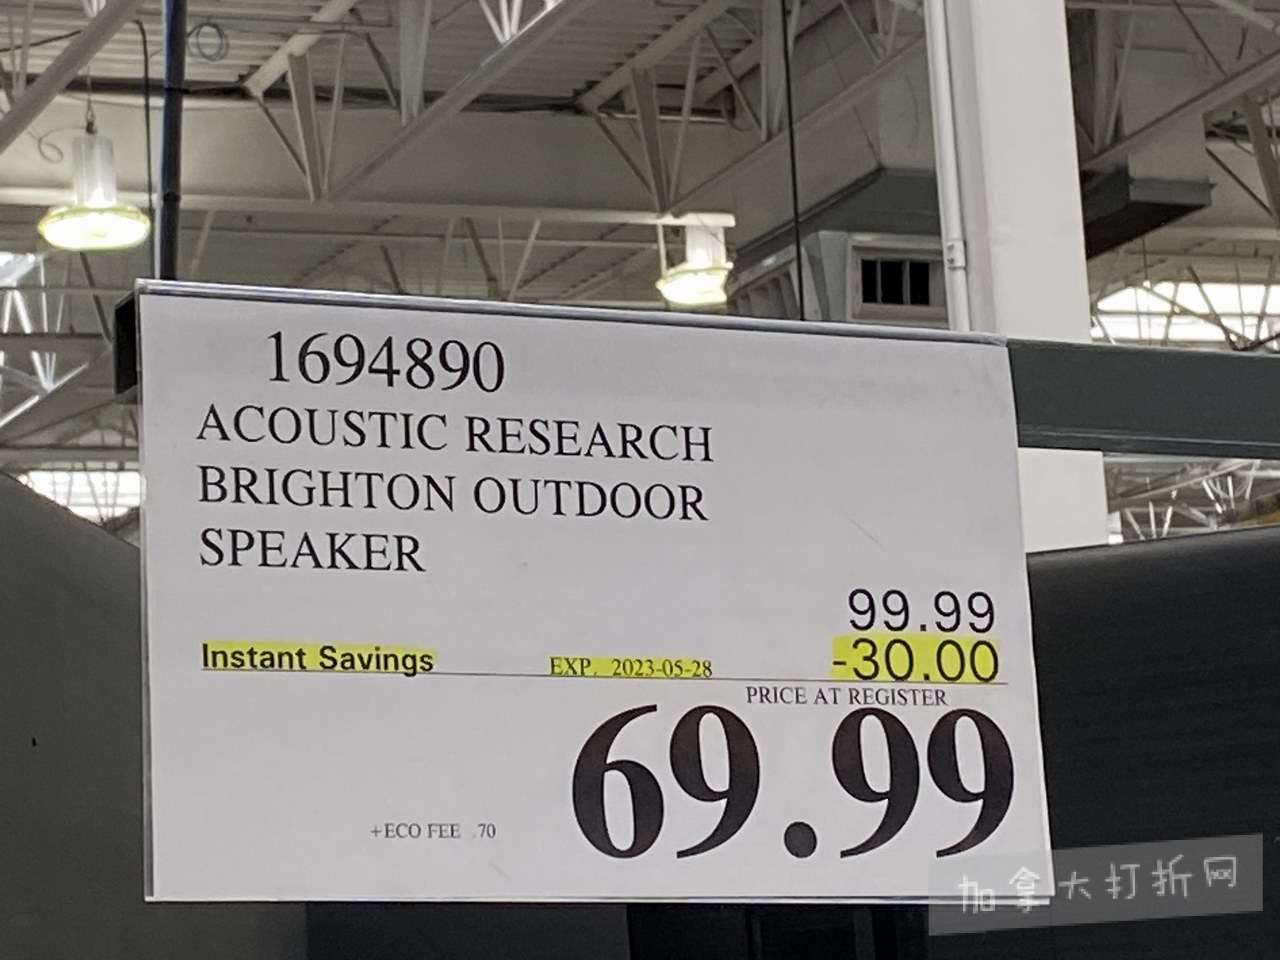 1694890
ACOUSTIC RESEARCH
BRIGHTON OUTDOOR
SPEAKER
99.99
Instant Savings EXP. 2023-05-28 -30.00
PRICE AT REGISTER
69.99
+ECO FEE .70
加拿大打折网